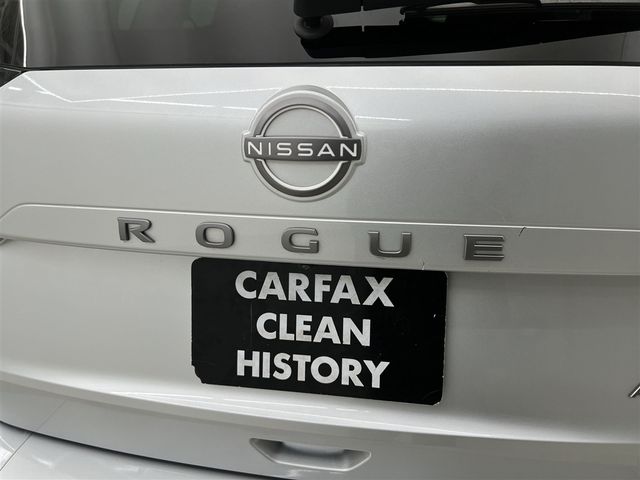 NISSAN
ROGUE
CARFAX
CLEAN
HISTORY